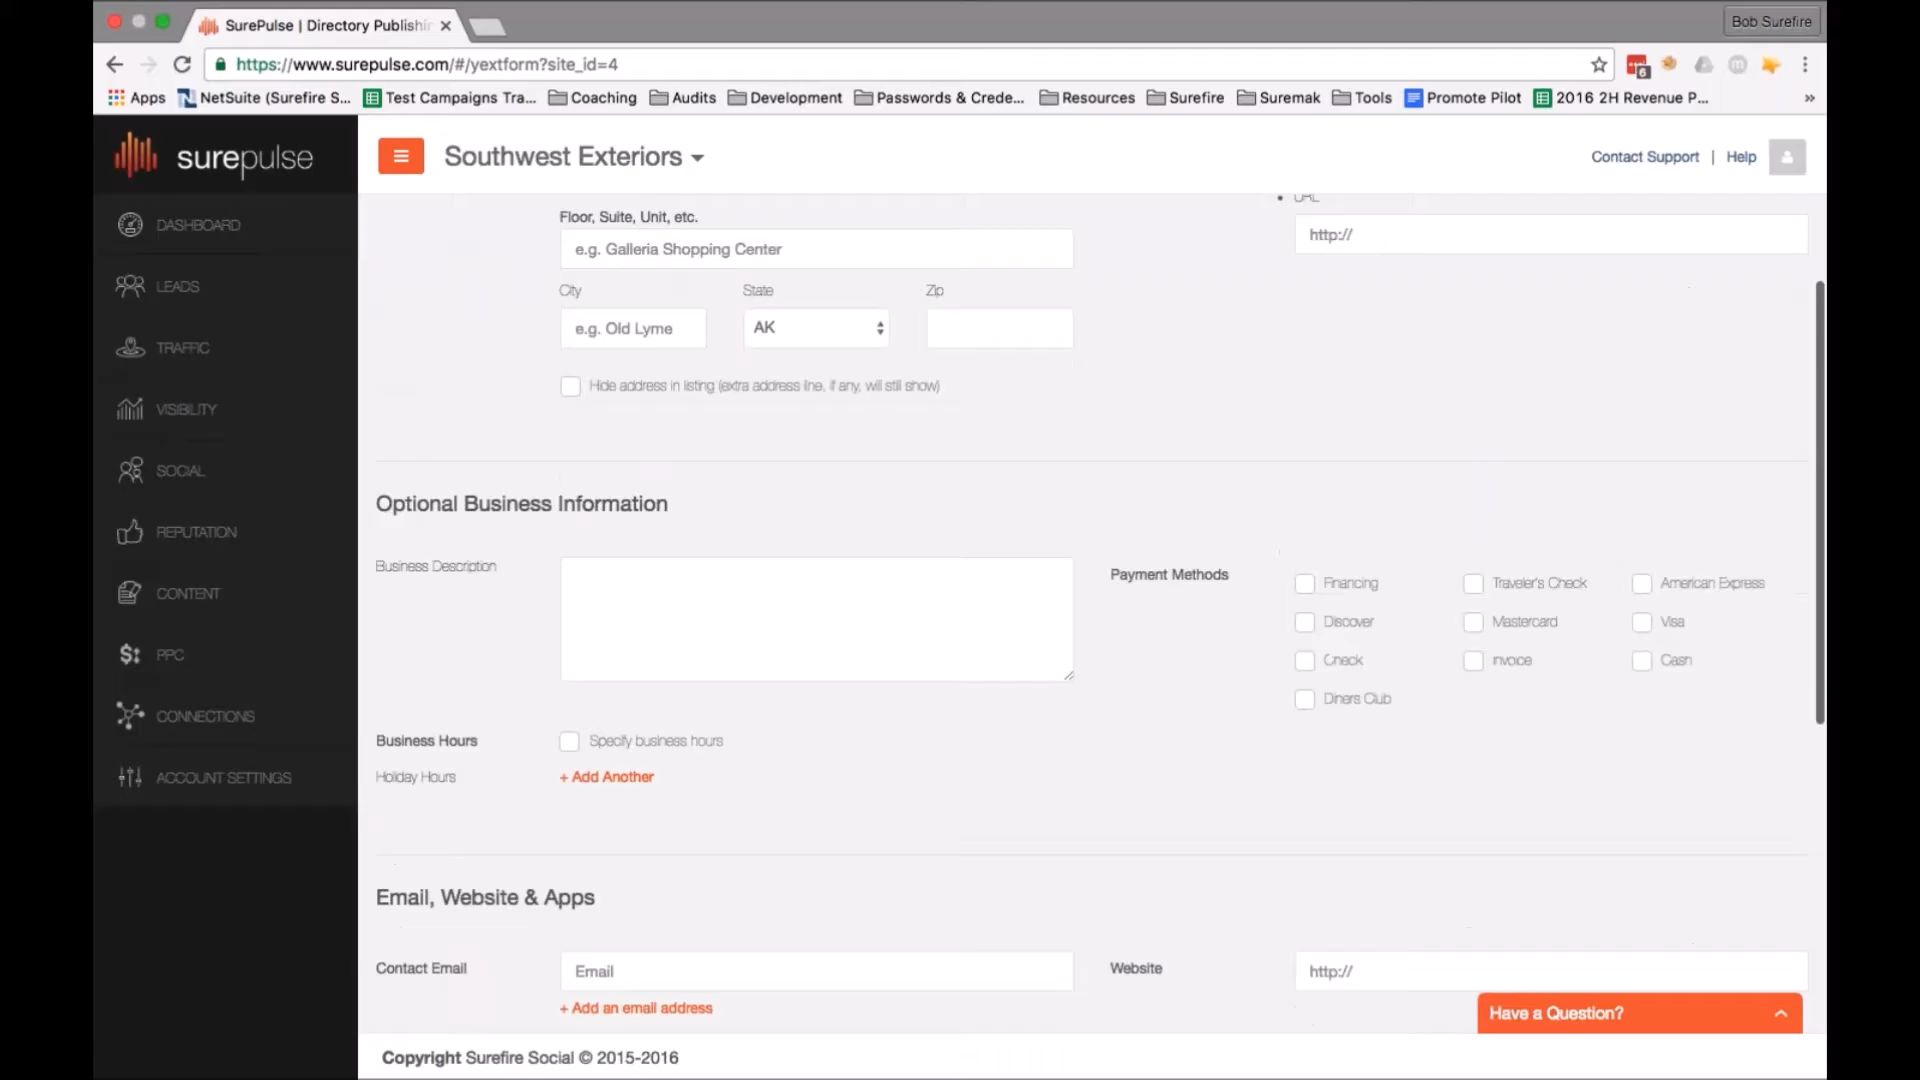 SurePulse | Directory Publishin
Bob Surefire
https://www.surepulse.com/#/yextform?site_id=4
6
Apps
NetSuite (Surefire S...
Test Campaigns Tra...
Coaching
Audits
Development
Passwords & Crede...
Resources
Surefire
Suremak
Tools
Promote Pilot
2016 2H Revenue P...
»
surepulse
Southwest Exteriors
Contact Support | Help
DASHBOARD
LEADS
TRAFFIC
VISIBILITY
SOCIAL
REPUTATION
CONTENT
PPC
CONNECTIONS
ACCOUNT SETTINGS
Floor, Suite, Unit, etc.
e.g. Galleria Shopping Center
URL
http://
City
State
Zip
e.g. Old Lyme
AK
Hide address in listing (extra address line, if any, will still show)
Optional Business Information
Business Description
Payment Methods
Financing
Traveler's Check
American Express
Discover
Mastercard
Visa
Check
Invoice
Cash
Diners Club
Business Hours
Specify business hours
Holiday Hours
+ Add Another
Email, Website & Apps
Contact Email
Email
+ Add an email address
Website
http://
Have a Question?
Copyright Surefire Social © 2015-2016